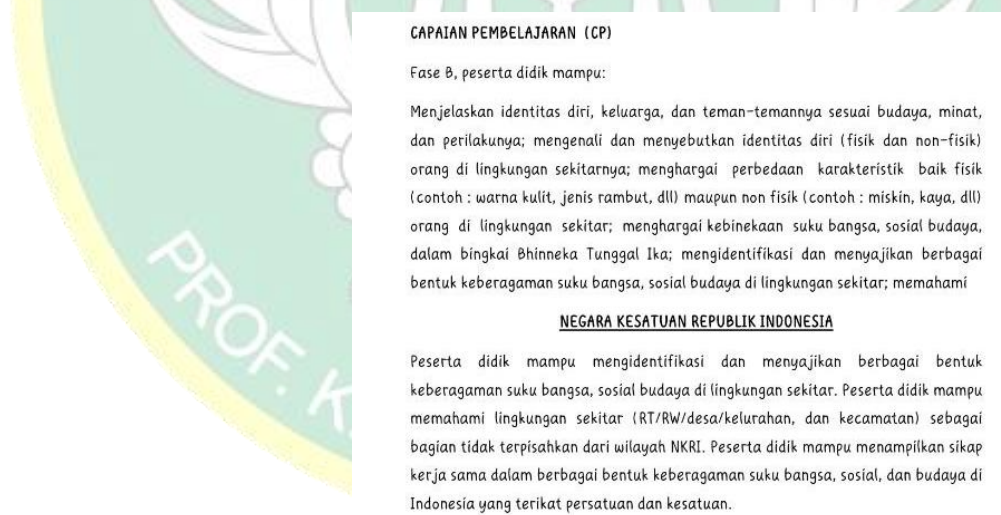 CAPAIAN PEMBELAJARAN (CP)
Fase B, peserta didik mampu:
Menjelaskan identitas diri, keluarga, dan teman-temannya sesuai budaya, minat,
dan perilakunya; mengenali dan menyebutkan identitas diri (fisik dan non-fisik)
orang di lingkungan sekitarnya; menghargai perbedaan karakteristik baik fisik
(contoh : warna kulit, jenis rambut, dll) maupun non fisik (contoh : miskin, kaya, dll)
orang di lingkungan sekitar; menghargai kebinekaan suku bangsa, sosial budaya,
dalam bingkai Bhinneka Tunggal Ika; mengidentifikasi dan menyajikan berbagai
bentuk keberagaman suku bangsa, sosial budaya di lingkungan sekitar; memahami
NEGARA KESATUAN REPUBLIK INDONESIA
Peserta didik mampu mengidentifikasi dan menyajikan berbagai bentuk
keberagaman suku bangsa, sosial budaya di lingkungan sekitar. Peserta didik mampu
memahami lingkungan sekitar (RT/RW/desa/kelurahan, dan kecamatan) sebagai
bagian tidak terpisahkan dari wilayah NKRI. Peserta didik mampu menampilkan sikap
kerja sama dalam berbagai bentuk keberagaman suku bangsa, sosial, dan budaya di
Indonesia yang terikat persatuan dan kesatuan.
PROF. K